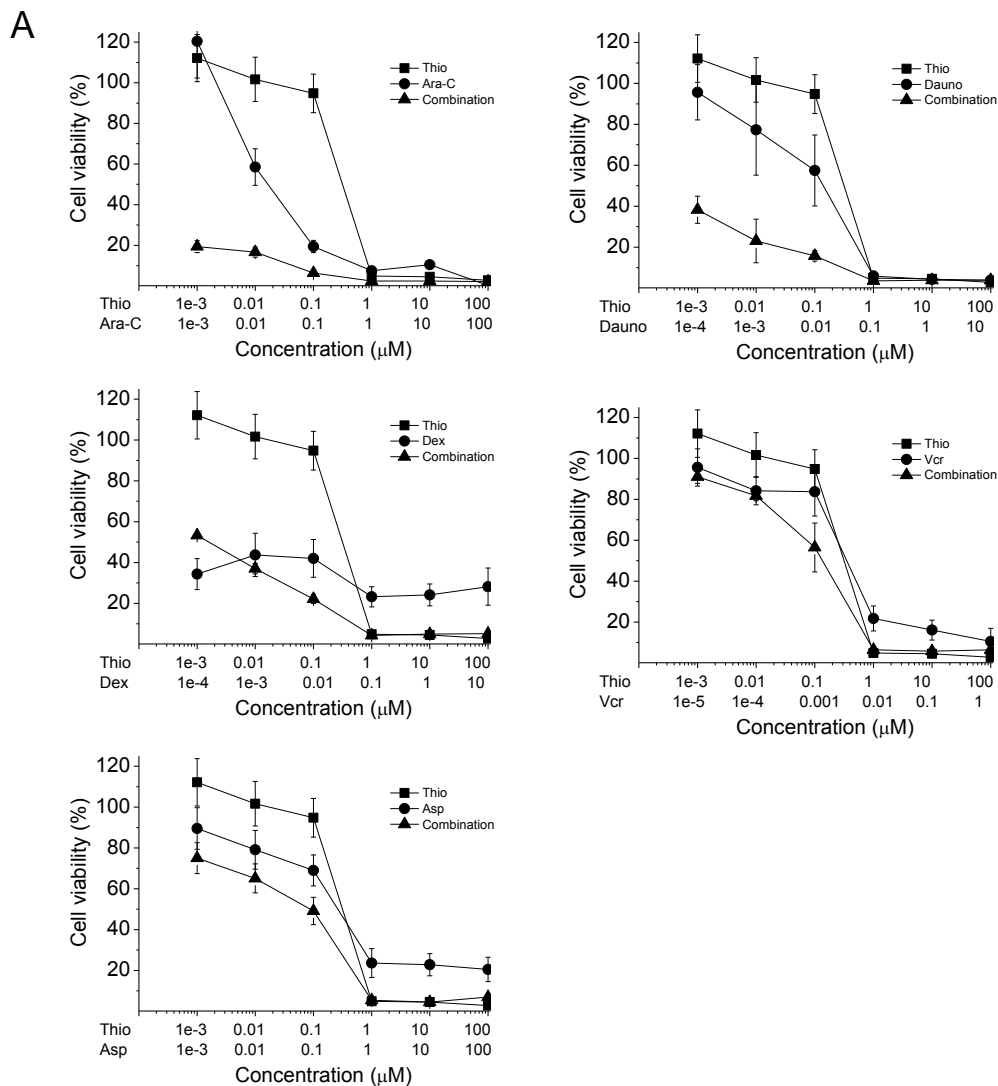 A
120
100
80
60
40
20
Cell viability (%)
Thio
Ara-C
Combination
Thio 1e-3 0.01 0.1 1 10 100
Ara-C 1e-3 0.01 0.1 1 10 100
Concentration (μM)
120
100
80
60
40
20
Cell viability (%)
Thio
Dauno
Combination
Thio 1e-3 0.01 0.1 1 10 100
Dauno 1e-4 1e-3 0.01 0.1 1 10
Concentration (μM)
120
100
80
60
40
20
Cell viability (%)
Thio
Dex
Combination
Thio 1e-3 0.01 0.1 1 10 100
Dex 1e-4 1e-3 0.01 0.1 1 10
Concentration (μM)
120
100
80
60
40
20
Cell viability (%)
Thio
Vcr
Combination
Thio 1e-3 0.01 0.1 1 10 100
Vcr 1e-5 1e-4 0.001 0.01 0.1 1
Concentration (μM)
120
100
80
60
40
20
Cell viability (%)
Thio
Asp
Combination
Thio 1e-3 0.01 0.1 1 10 100
Asp 1e-3 0.01 0.1 1 10 100
Concentration (μM)